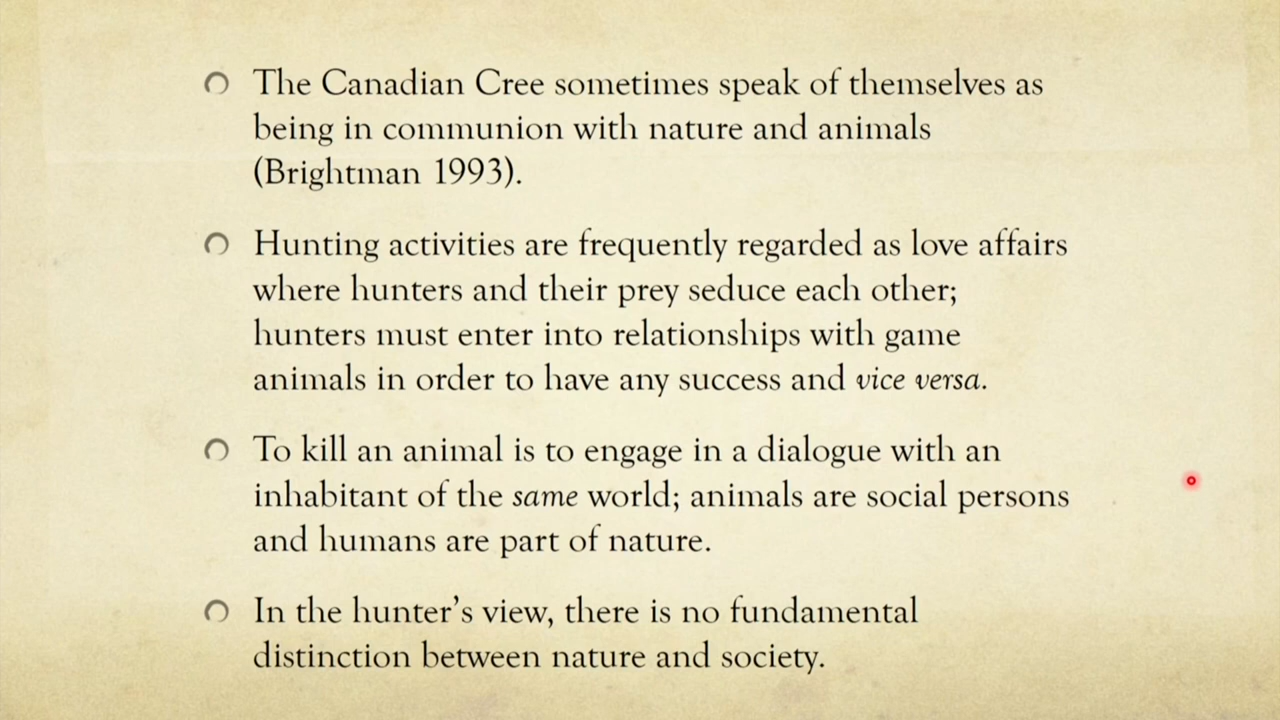 The Canadian Cree sometimes speak of themselves as
being in communion with nature and animals
(Brightman 1993).
Hunting activities are frequently regarded as love affairs
where hunters and their prey seduce each other;
hunters must enter into relationships with game
animals in order to have any success and vice versa.
To kill an animal is to engage in a dialogue with an
inhabitant of the same world; animals are social persons
and humans are part of nature.
In the hunter’s view, there is no fundamental
distinction between nature and society.